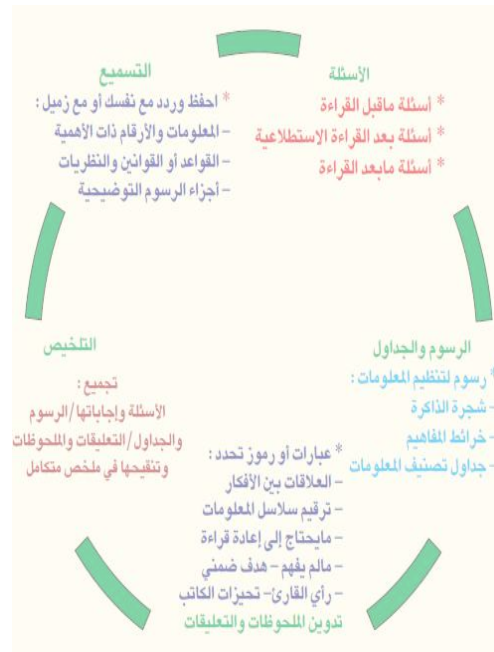 الأسئلة
* أسئلة ماقبل القراءة
* أسئلة بعد القراءة الاستطلاعية
* أسئلة مابعد القراءة
الرسوم والجداول
* رسوم لتنظيم المعلومات :
- شجرة الذاكرة
- خرائط المفاهيم
- جداول تصنيف المعلومات
* عبارات أو رموز تحدد :
– العلاقات بين الأفكار
– ترقيم سلاسل المعلومات
– مايحتاج إلى إعادة قراءة
– مالم يفهم – هدف ضمني
– رأي القارئ– تحيزات الكاتب
تدوين الملحوظات والتعليقات
التلخيص
تجميع :
الأسئلة وإجاباتها/الرسوم
والجداول/التعليقات والملحوظات
وتنقيحها في ملخص متكامل
التسميع
* احفظ وردد مع نفسك أو مع زميل :
– المعلومات والأرقام ذات الأهمية
– القواعد أو القوانين والنظريات
– أجزاء الرسوم التوضيحية